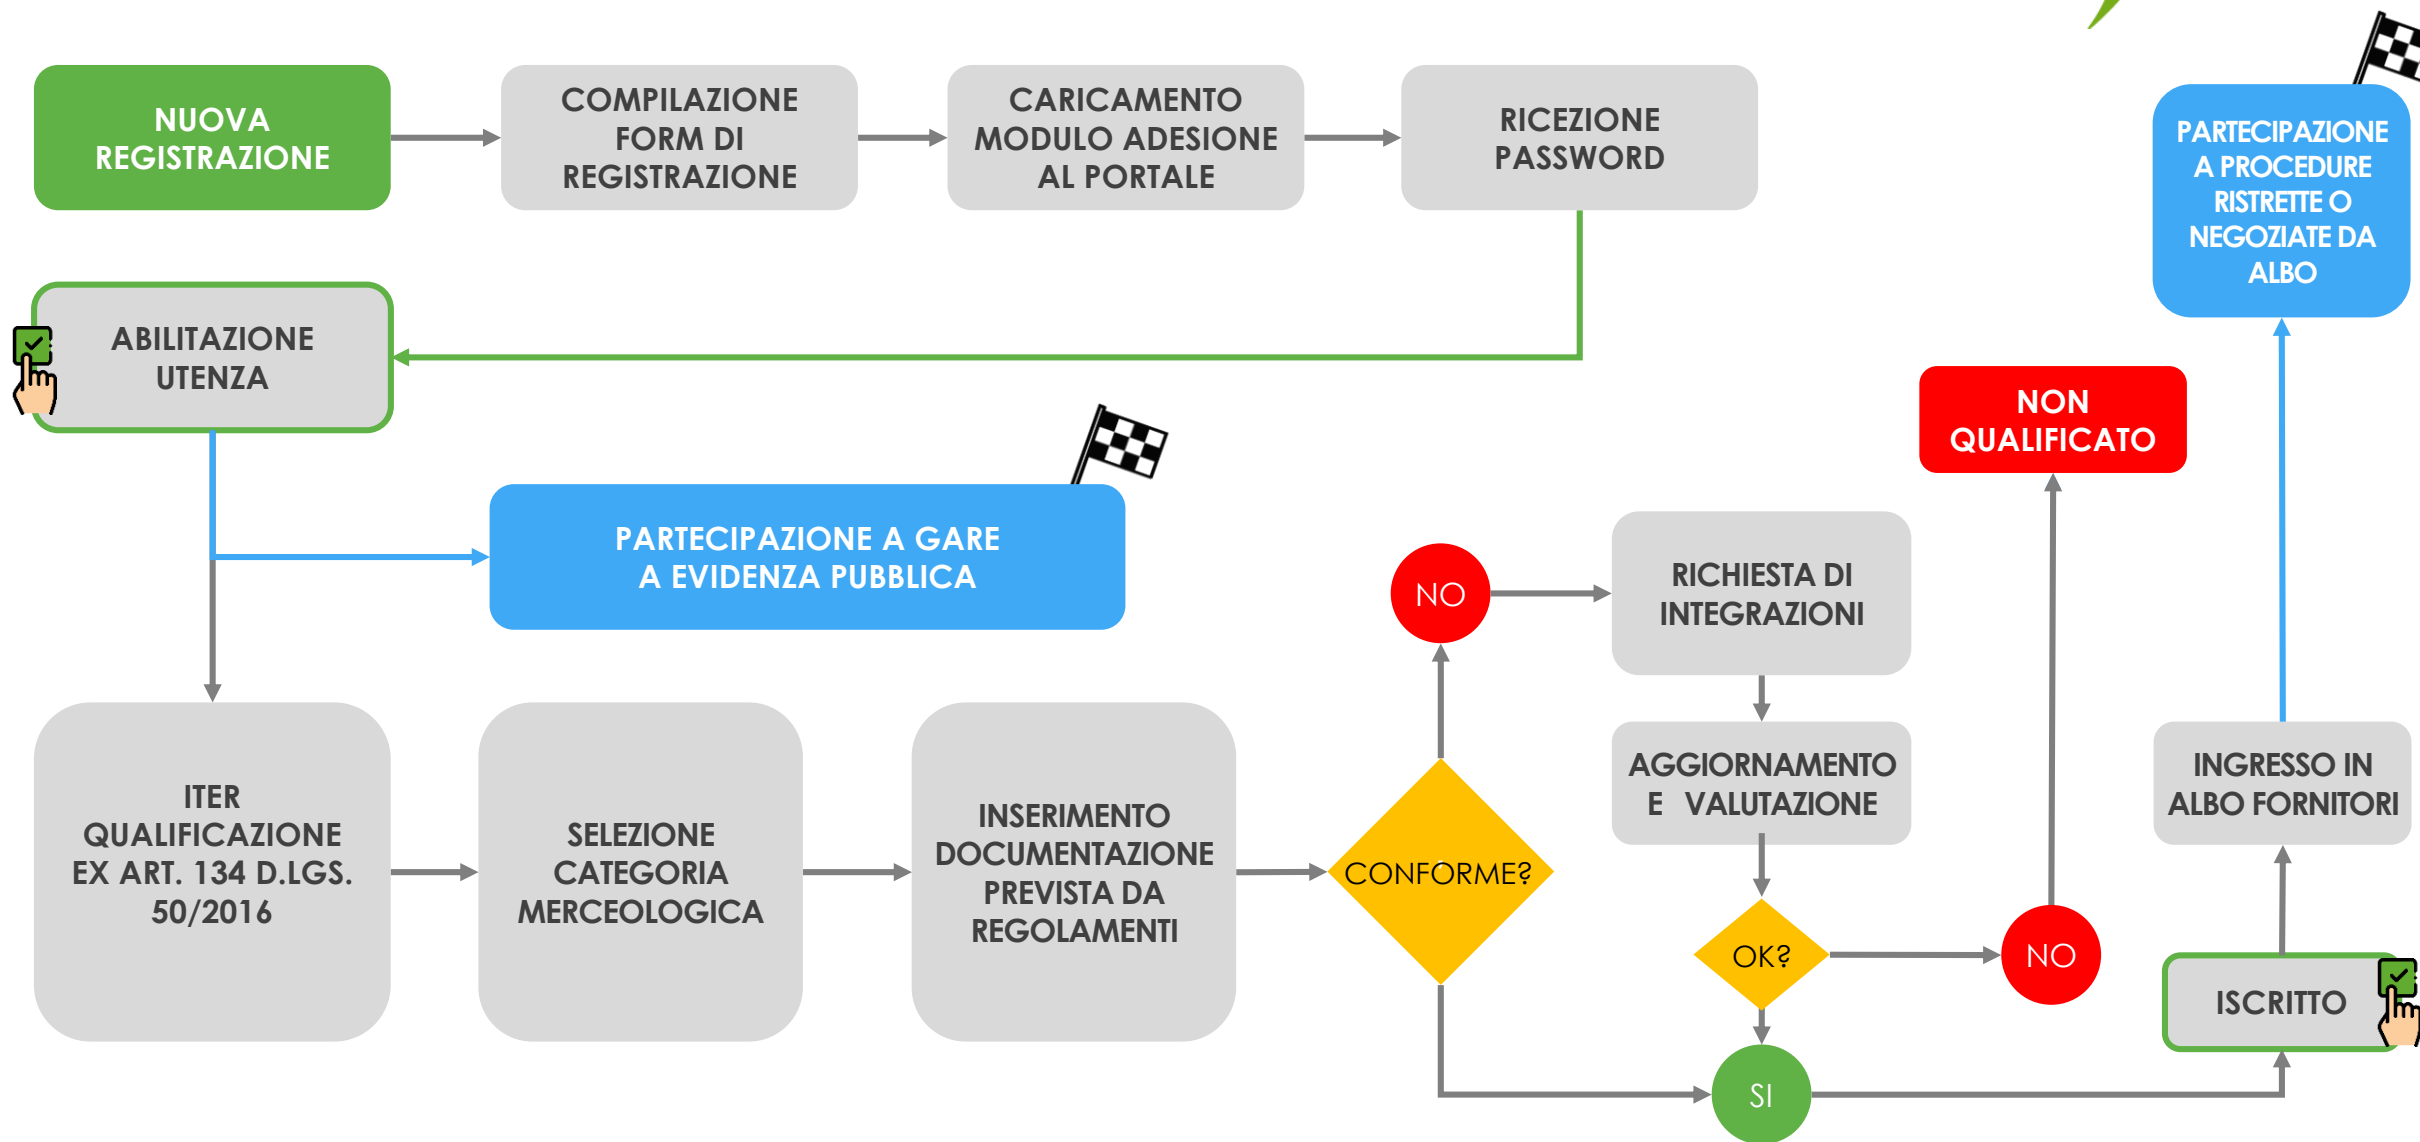 NUOVA
REGISTRAZIONE
COMPILAZIONE
FORM DI
REGISTRAZIONE
CARICAMENTO
MODULO ADESIONE
AL PORTALE
RICEZIONE
PASSWORD
PARTECIPAZIONE
A PROCEDURE
RISTRETTE O
NEGOZIATE DA
ALBO
ABILITAZIONE
UTENZA
NON
QUALIFICATO
PARTECIPAZIONE A GARE
A EVIDENZA PUBBLICA
NO
RICHIESTA DI
INTEGRAZIONI
AGGIORNAMENTO
E VALUTAZIONE
INGRESSO IN
ALBO FORNITORI
ITER
QUALIFICAZIONE
EX ART. 134 D.LGS.
50/2016
SELEZIONE
CATEGORIA
MERCEOLOGICA
INSERIMENTO
DOCUMENTAZIONE
PREVISTA DA
REGOLAMENTI
CONFORME?
OK?
NO
ISCRITTO
SI